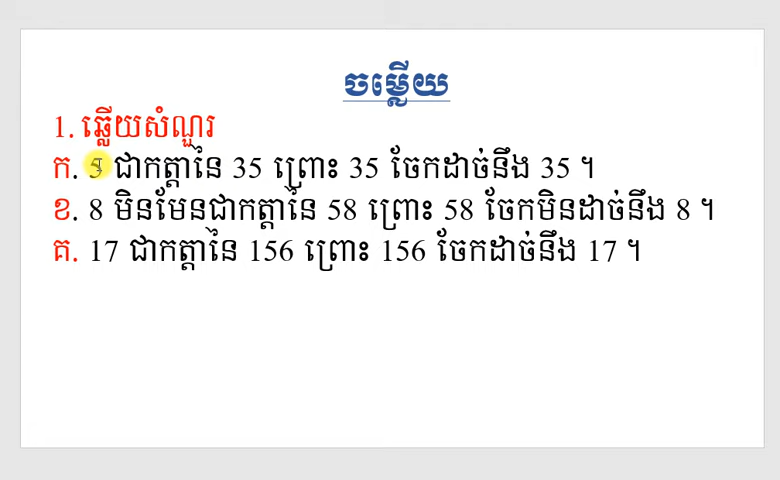 ចម្លើយ
1. ឆ្លើយសំណួរ
ក. 5 ជាកត្តានៃ 35 ព្រោះ 35 ចែកដាច់នឹង 35 ។
ខ. 8 មិនមែនជាកត្តានៃ 58 ព្រោះ 58 ចែកមិនដាច់នឹង 8 ។
គ. 17 ជាកត្តានៃ 156 ព្រោះ 156 ចែកដាច់នឹង 17 ។